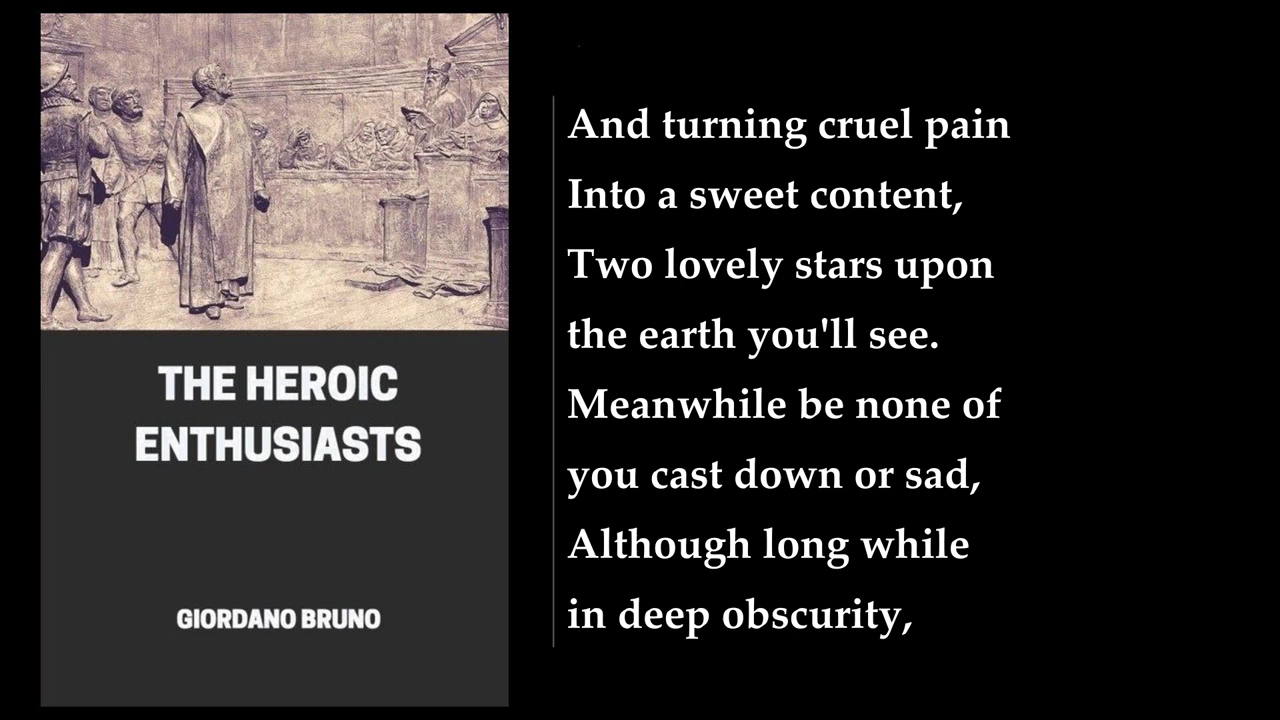 THE HEROIC
ENTHUSIASTS
GIORDANO BRUNO
And turning cruel pain
Into a sweet content,
Two lovely stars upon
the earth you'll see.
Meanwhile be none of
you cast down or sad,
Although long while
in deep obscurity,